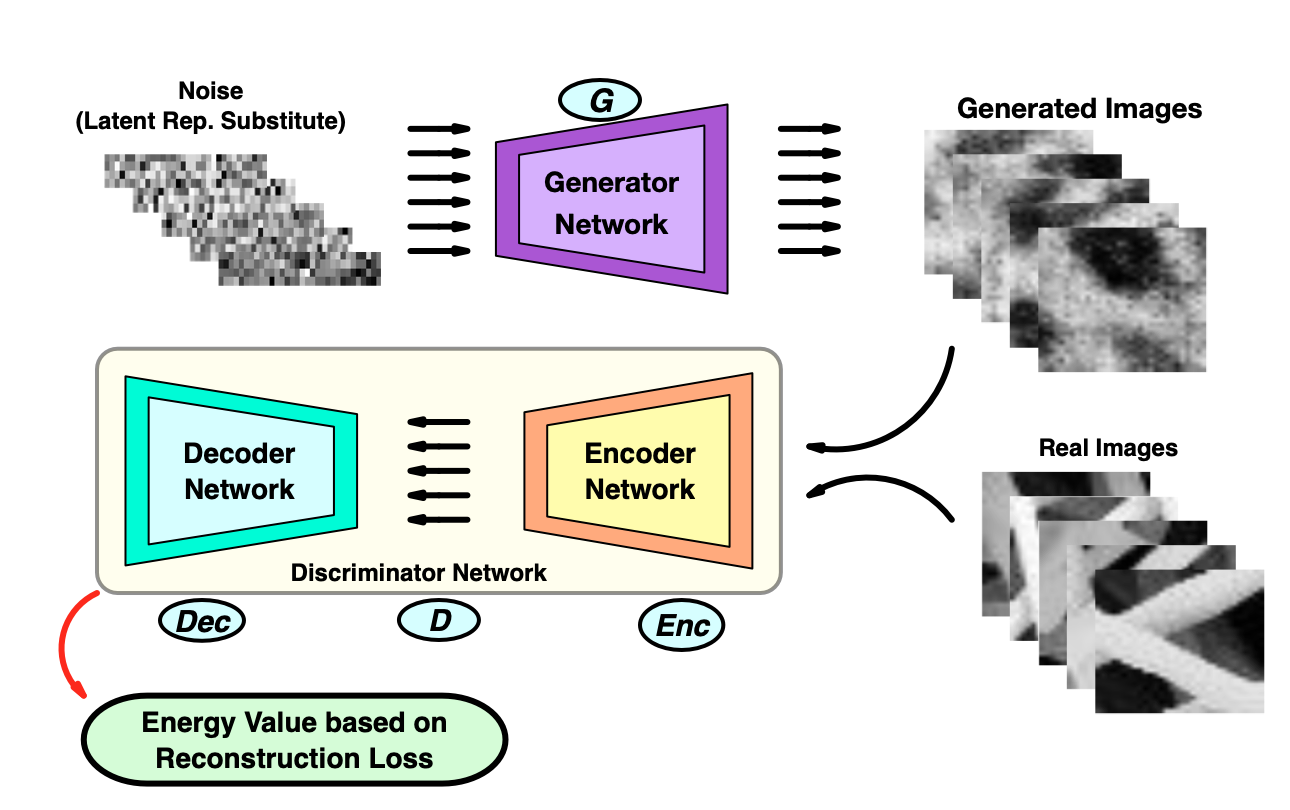 Noise
(Latent Rep. Substitute)
G
Generator
Network
Generated Images
Decoder
Network
Encoder
Network
Discriminator Network
Real Images
Dec
D
Enc
Energy Value based on
Reconstruction Loss